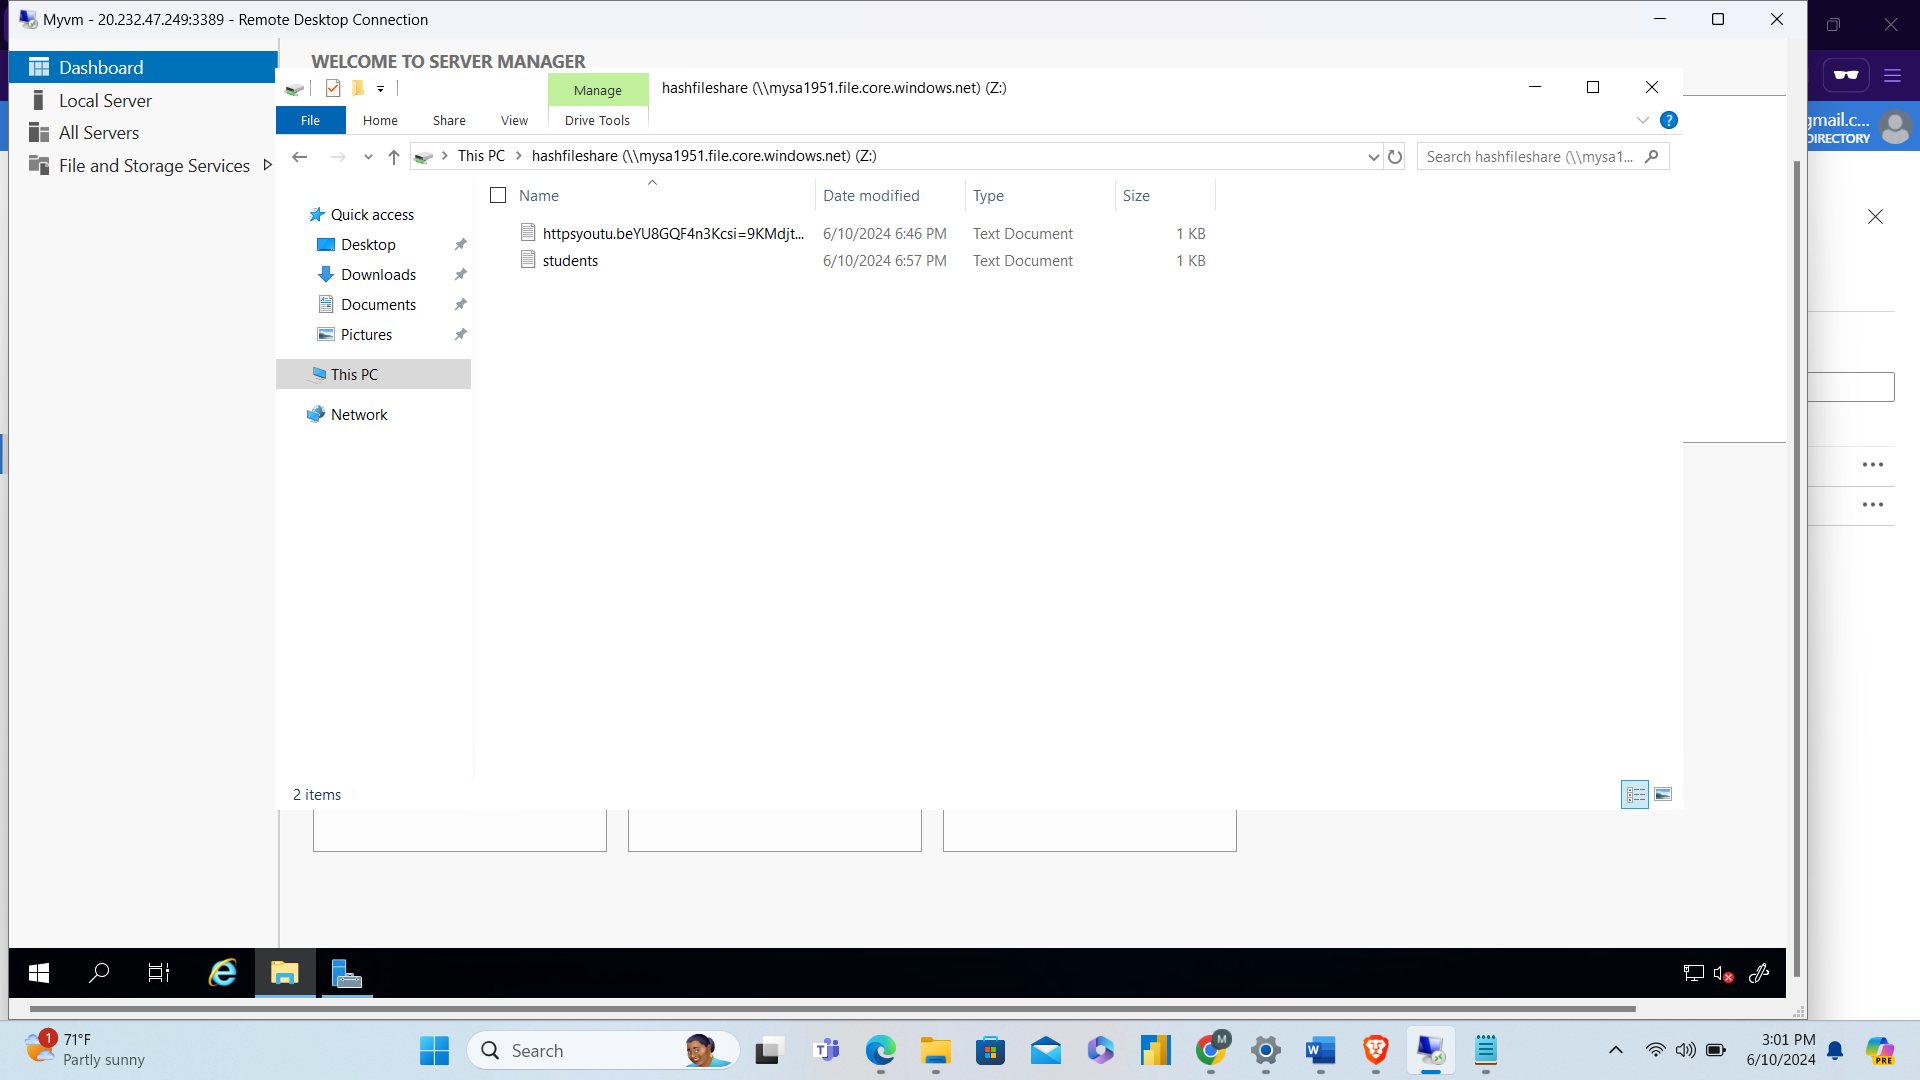 Myvm - 20.232.47.249:3389 - Remote Desktop Connection
Dashboard
Local Server
All Servers
File and Storage Services
WELCOME TO SERVER MANAGER
Manage
hashfileshare (\\mysa1951.file.core.windows.net) (Z:)
File
Home
Share
View
Drive Tools
?
gmail.c...
DIRECTORY
This PC
hashfileshare (\\mysa1951.file.core.windows.net) (Z:)
Search hashfileshare (\\mysa1...
Name
Date modified
Type
Size
Quick access
Desktop
Downloads
Documents
Pictures
This PC
Network
httpsyoutu.beYU8GQF4n3Kcsi=9KMdjt... 6/10/2024 6:46 PM Text Document 1 KB
students 6/10/2024 6:57 PM Text Document 1 KB
2 items
1
71°F
Partly sunny
Search
M
3:01 PM
6/10/2024
PRE